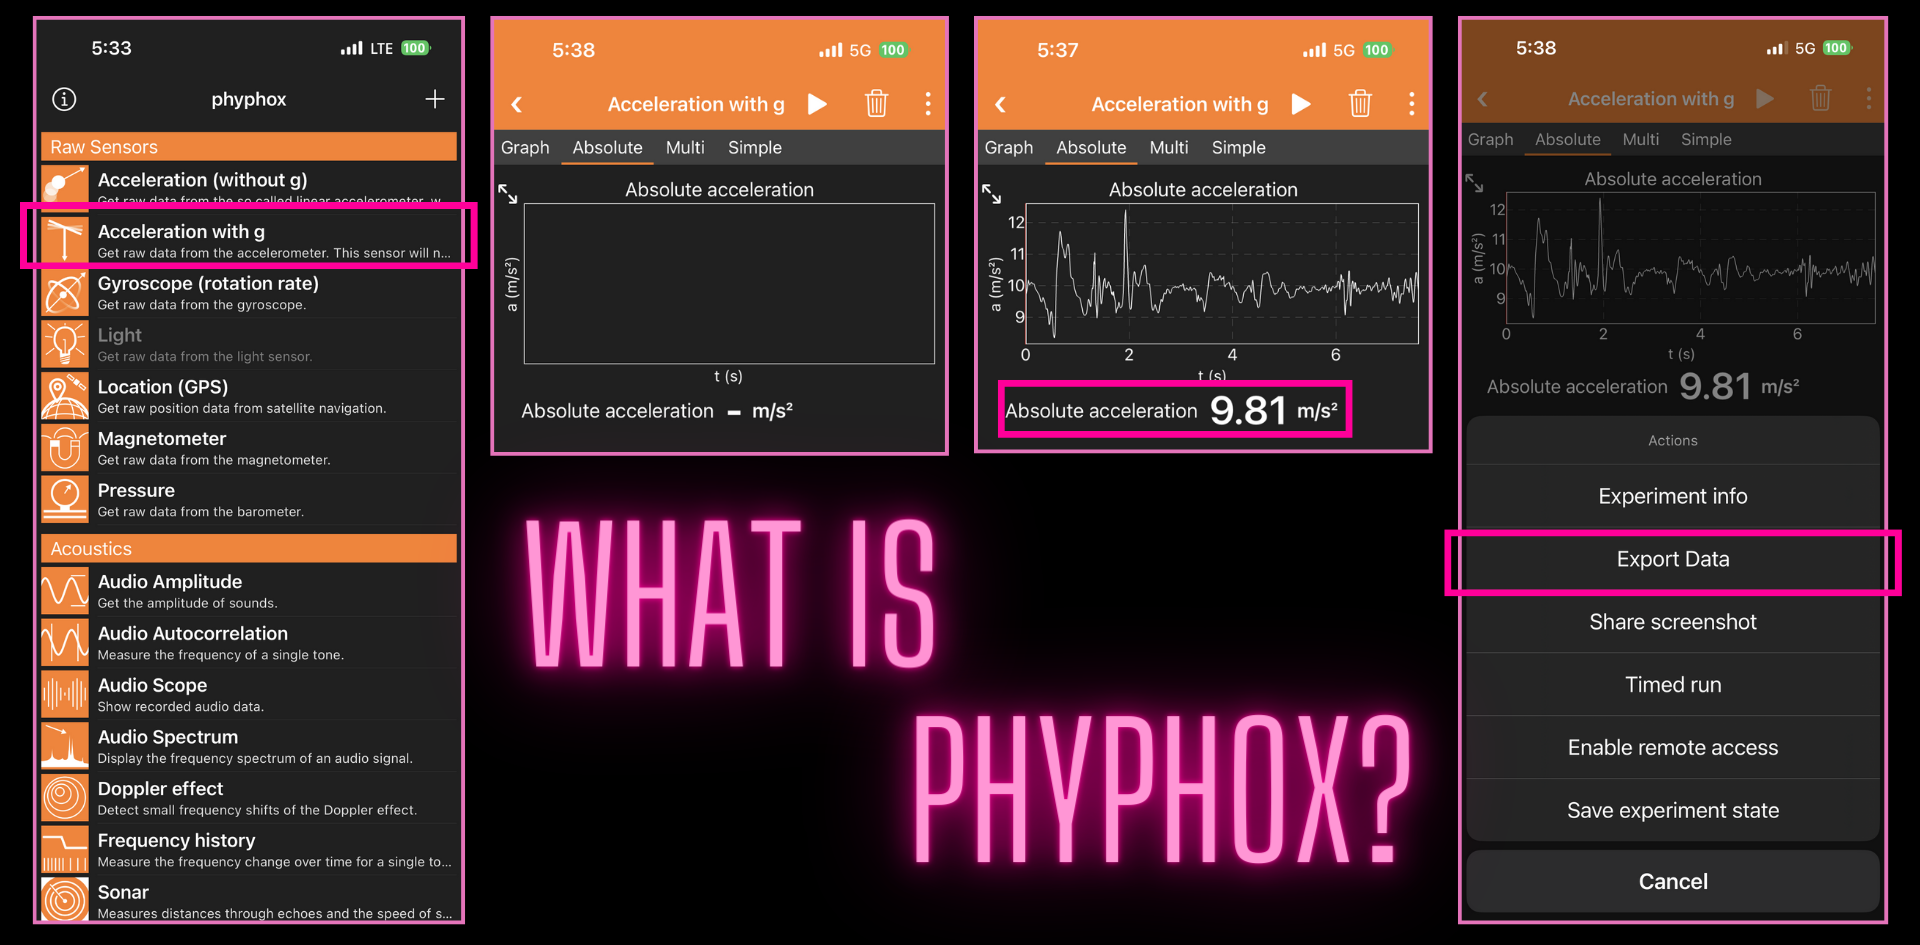 5:33 LTE 100
phyphox
Raw Sensors
Acceleration (without g)
Get raw data from the so called linear accelerometer, w...
Acceleration with g
Get raw data from the accelerometer. This sensor will n...
Gyroscope (rotation rate)
Get raw data from the gyroscope.
Light
Get raw data from the light sensor.
Location (GPS)
Get raw position data from satellite navigation.
Magnetometer
Get raw data from the magnetometer.
Pressure
Get raw data from the barometer.
Acoustics
Audio Amplitude
Get the amplitude of sounds.
Audio Autocorrelation
Measure the frequency of a single tone.
Audio Scope
Show recorded audio data.
Audio Spectrum
Display the frequency spectrum of an audio signal.
Doppler effect
Detect small frequency shifts of the Doppler effect.
Frequency history
Measure the frequency change over time for a single to...
Sonar
Measures distances through echoes and the speed of s...
5:38 5G 100
Acceleration with g
Graph Absolute Multi Simple
Absolute acceleration
a (m/s²)
t (s)
Absolute acceleration – m/s²
5:37 5G 100
Acceleration with g
Graph Absolute Multi Simple
Absolute acceleration
12
11
10
9
a (m/s²)
0 2 4 6
t (s)
Absolute acceleration 9.81 m/s²
WHAT IS
PHYPHOX?
5:38 5G 100
Acceleration with g
Graph Absolute Multi Simple
Absolute acceleration
12
11
10
9
a (m/s²)
0 2 4 6
t (s)
Absolute acceleration 9.81 m/s²
Actions
Experiment info
Export Data
Share screenshot
Timed run
Enable remote access
Save experiment state
Cancel